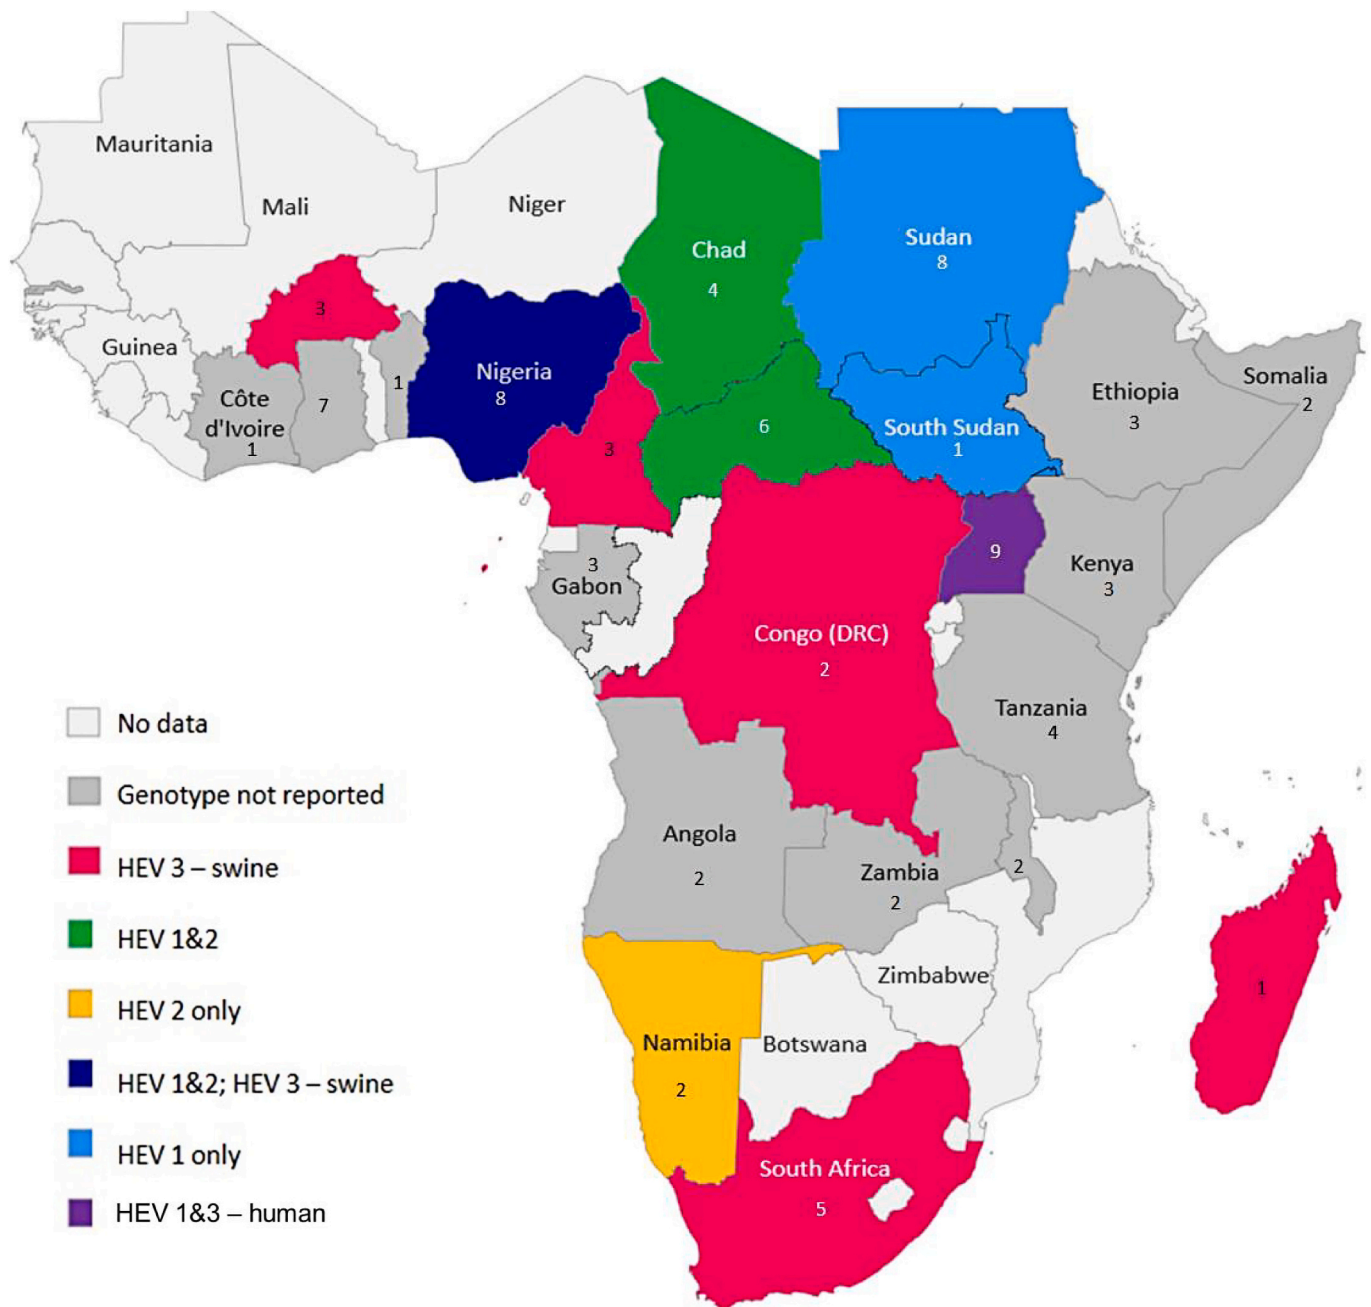 Mauritania
Mali
Niger
Chad
4
Sudan
8
3
Guinea
Nigeria
8
1
7
Côte
d'Ivoire
1
6
3
South Sudan
1
Ethiopia
3
Somalia
2
9
Kenya
3
3
Gabon
Congo (DRC)
2
Tanzania
4
Angola
2
Zambia
2
2
Zimbabwe
Namibia
2
Botswana
1
South Africa
5
No data
Genotype not reported
HEV 3 – swine
HEV 1&2
HEV 2 only
HEV 1&2; HEV 3 – swine
HEV 1 only
HEV 1&3 – human